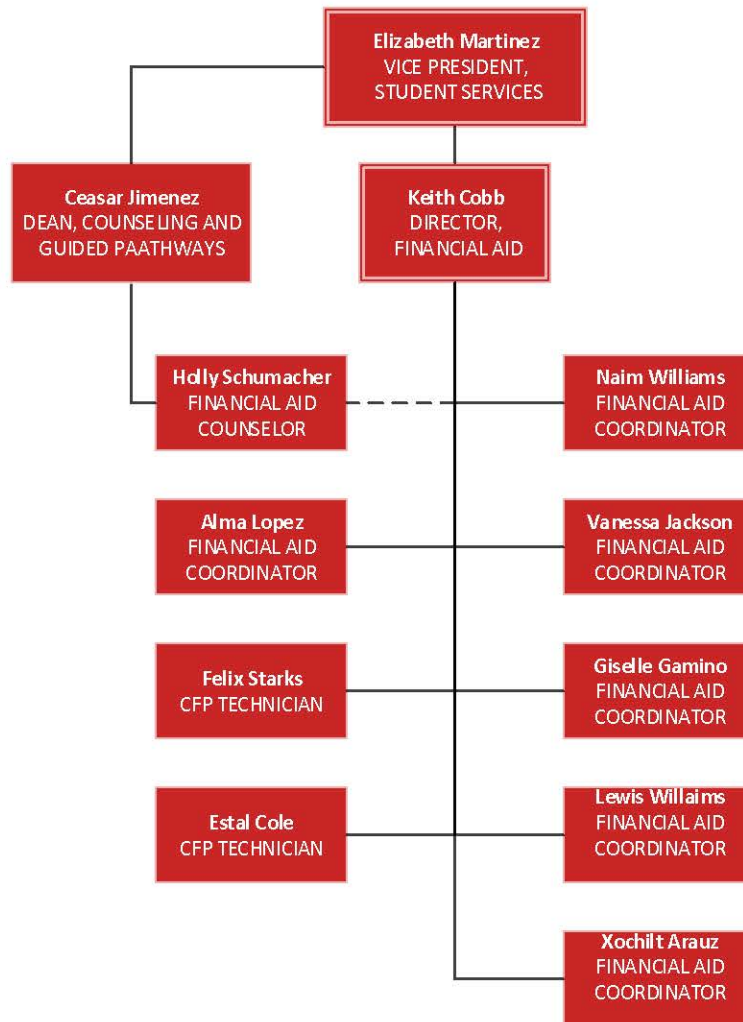 Elizabeth Martinez
VICE PRESIDENT,
STUDENT SERVICES
Ceasar Jimenez
DEAN, COUNSELING AND
GUIDED PAATHWAYS
Keith Cobb
DIRECTOR,
FINANCIAL AID
Holly Schumacher
FINANCIAL AID
COUNSELOR
Naim Williams
FINANCIAL AID
COORDINATOR
Alma Lopez
FINANCIAL AID
COORDINATOR
Vanessa Jackson
FINANCIAL AID
COORDINATOR
Felix Starks
CFP TECHNICIAN
Giselle Gamino
FINANCIAL AID
COORDINATOR
Estal Cole
CFP TECHNICIAN
Lewis Willaims
FINANCIAL AID
COORDINATOR
Xochilt Arauz
FINANCIAL AID
COORDINATOR